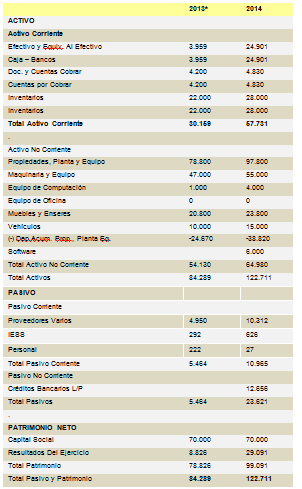 2013* 2014
ACTIVO
Activo Corriente
Efectivo y Equix. Al Efectivo 3.959 24.901
Caja – Bancos 3.959 24.901
Doc. y Cuentas Cobrar 4.200 4.830
Cuentas por Cobrar 4.200 4.830
Inventarios 22.000 28.000
Inventarios 22.000 28.000
Total Activo Corriente 30.159 57.731
Activo No Corriente
Propiedades, Planta y Equipo 78.800 97.800
Maquinaria y Equipo 47.000 55.000
Equipo de Computación 1.000 4.000
Equipo de Oficina 0 0
Muebles y Enseres 20.800 23.800
Vehículos 10.000 15.000
(-) Dep.Acum. Prop., Planta Eq. -24.670 -38.820
Software 6.000
Total Activo No Corriente 54.130 64.980
Total Activos 84.289 122.711
PASIVO
Pasivo Corriente
Proveedores Varios 4.950 10.312
IESS 292 626
Personal 222 27
Total Pasivo Corriente 5.464 10.965
Pasivo No Corriente
Créditos Bancarios L/P 12.656
Total Pasivos 5.464 23.621
.
PATRIMONIO NETO
Capital Social 70.000 70.000
Resultados Del Ejercicio 8.826 29.091
Total Patrimonio 78.826 99.091
Total Pasivo y Patrimonio 84.289 122.711